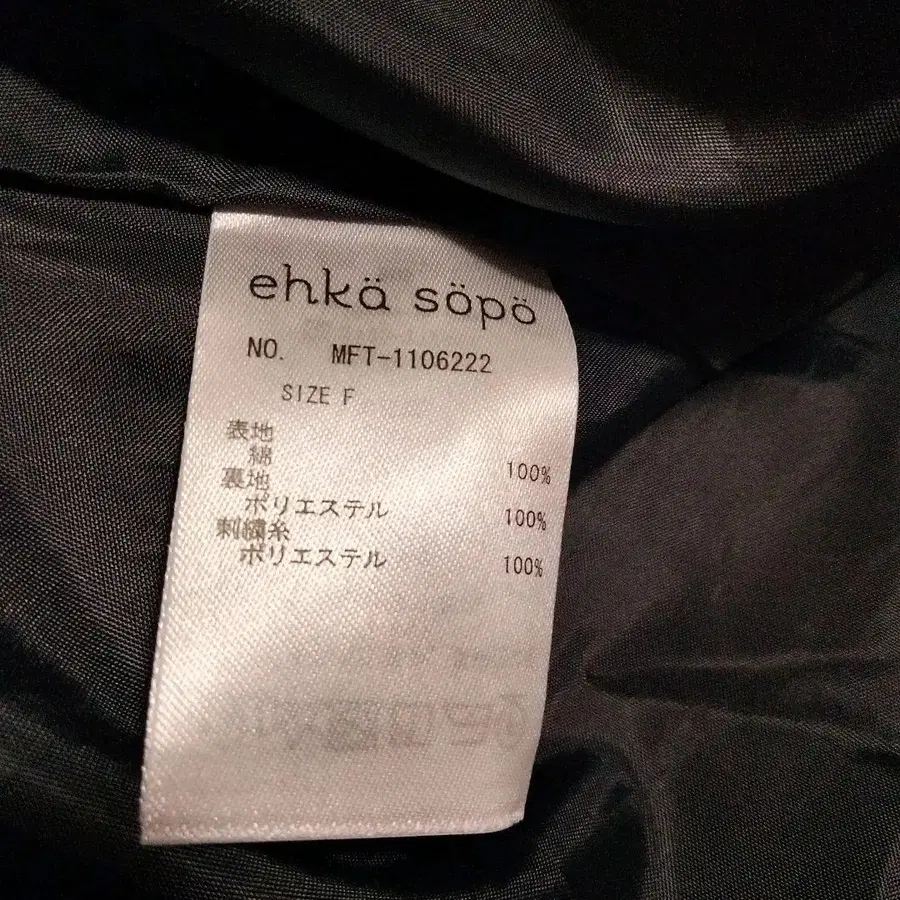 ehkä söpö
NO. MFT-1106222
SIZE F
表地
綿 100%
裏地
ポリエステル 100%
刺繍糸
ポリエステル 100%